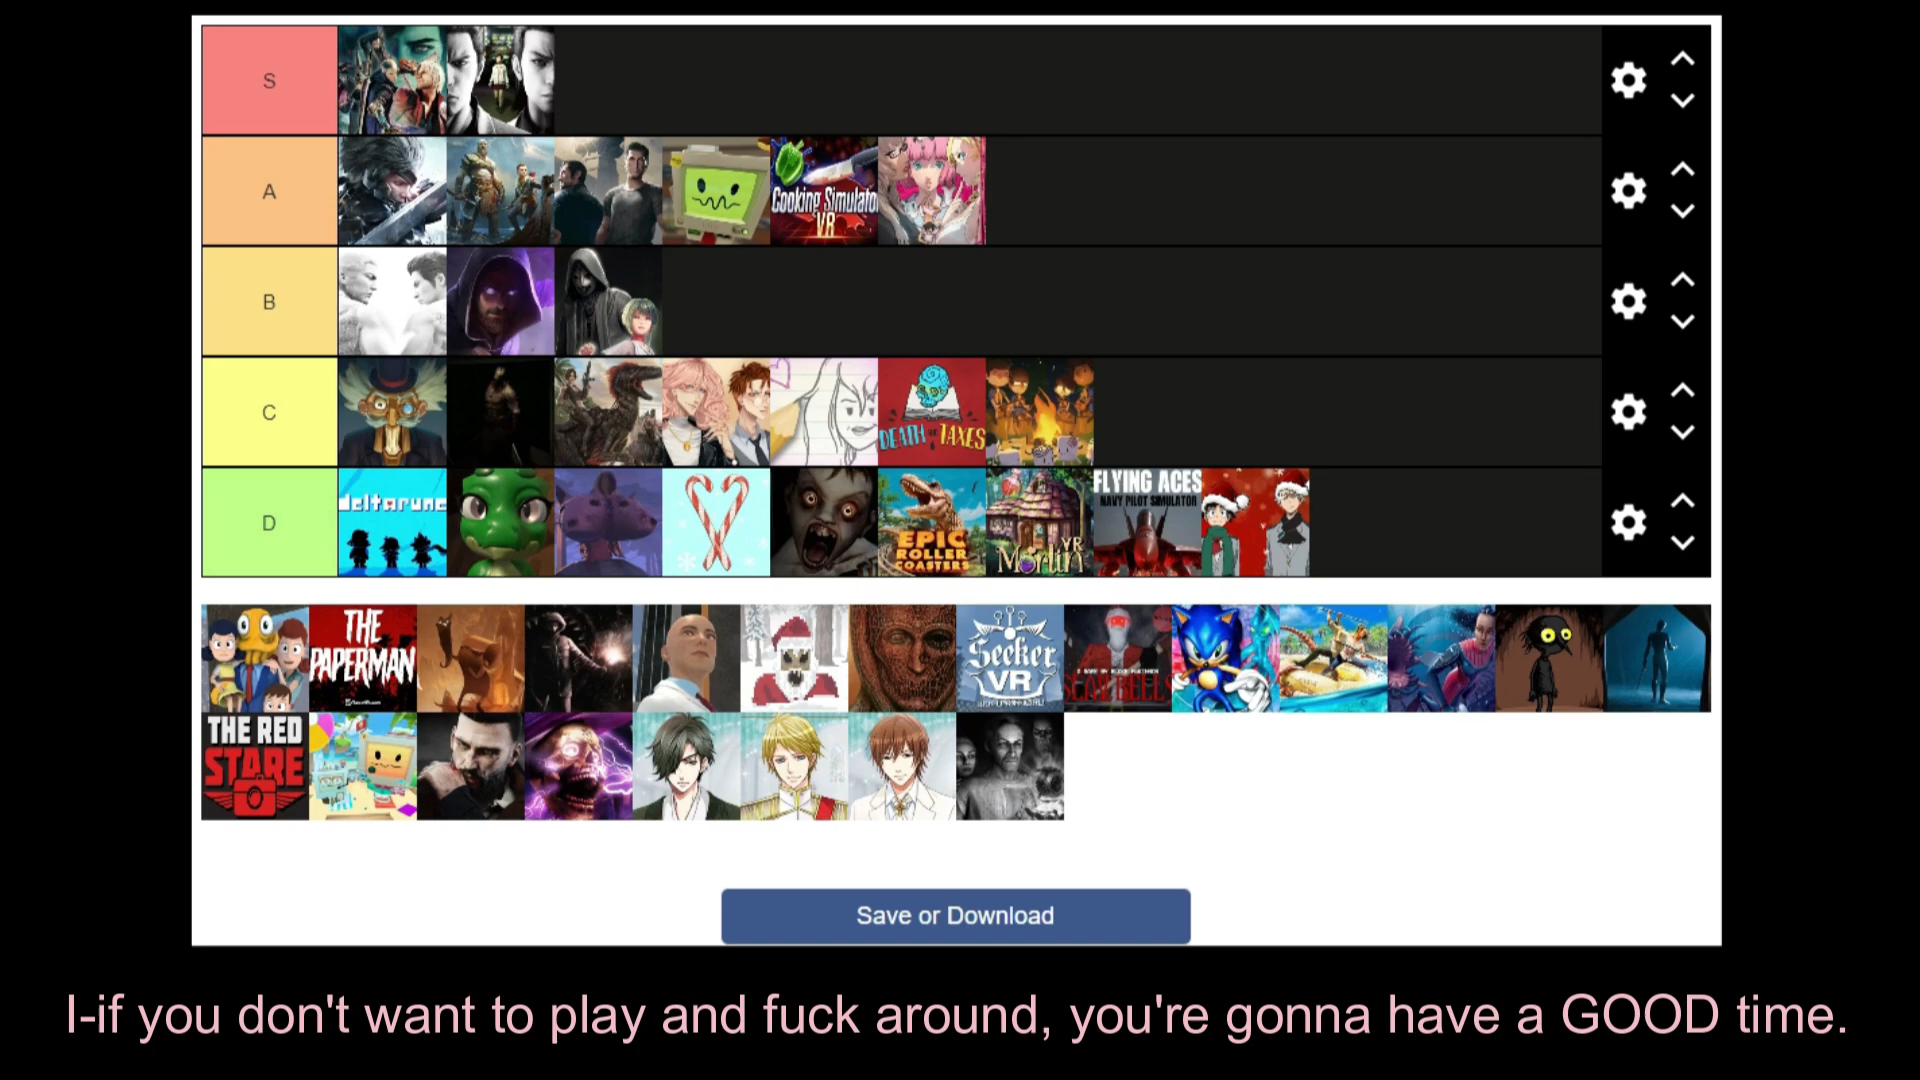 S
A
Cooking Simulator
VR
B
C
DEATH AND TAXES
D
deltarune
EPIC
ROLLER
COASTERS
Merlin VR
FLYING ACES
NAVY PILOT SIMULATOR
THE
PAPERMAN
Seeker
VR
THE RED
STARE
Save or Download
I-if you don't want to play and fuck around, you're gonna have a GOOD time.